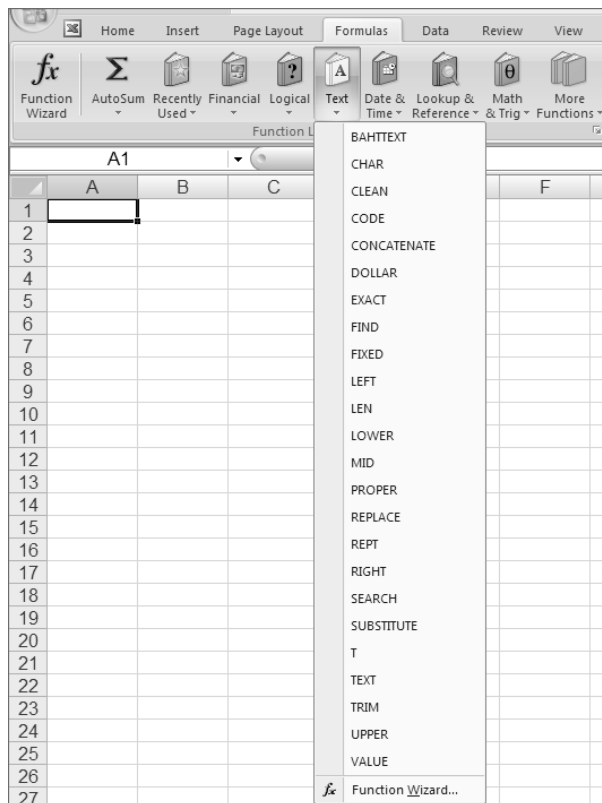 Home Insert Page Layout Formulas Data Review View
fx Σ ? A θ
Function Wizard AutoSum Recently Used Financial Logical Text Date & Time Lookup & Reference Math & Trig More Functions
Function L
A1
A B C F
1
2
3
4
5
6
7
8
9
10
11
12
13
14
15
16
17
18
19
20
21
22
23
24
25
26
27
BAHTTEXT
CHAR
CLEAN
CODE
CONCATENATE
DOLLAR
EXACT
FIND
FIXED
LEFT
LEN
LOWER
MID
PROPER
REPLACE
REPT
RIGHT
SEARCH
SUBSTITUTE
T
TEXT
TRIM
UPPER
VALUE
fx Function Wizard...